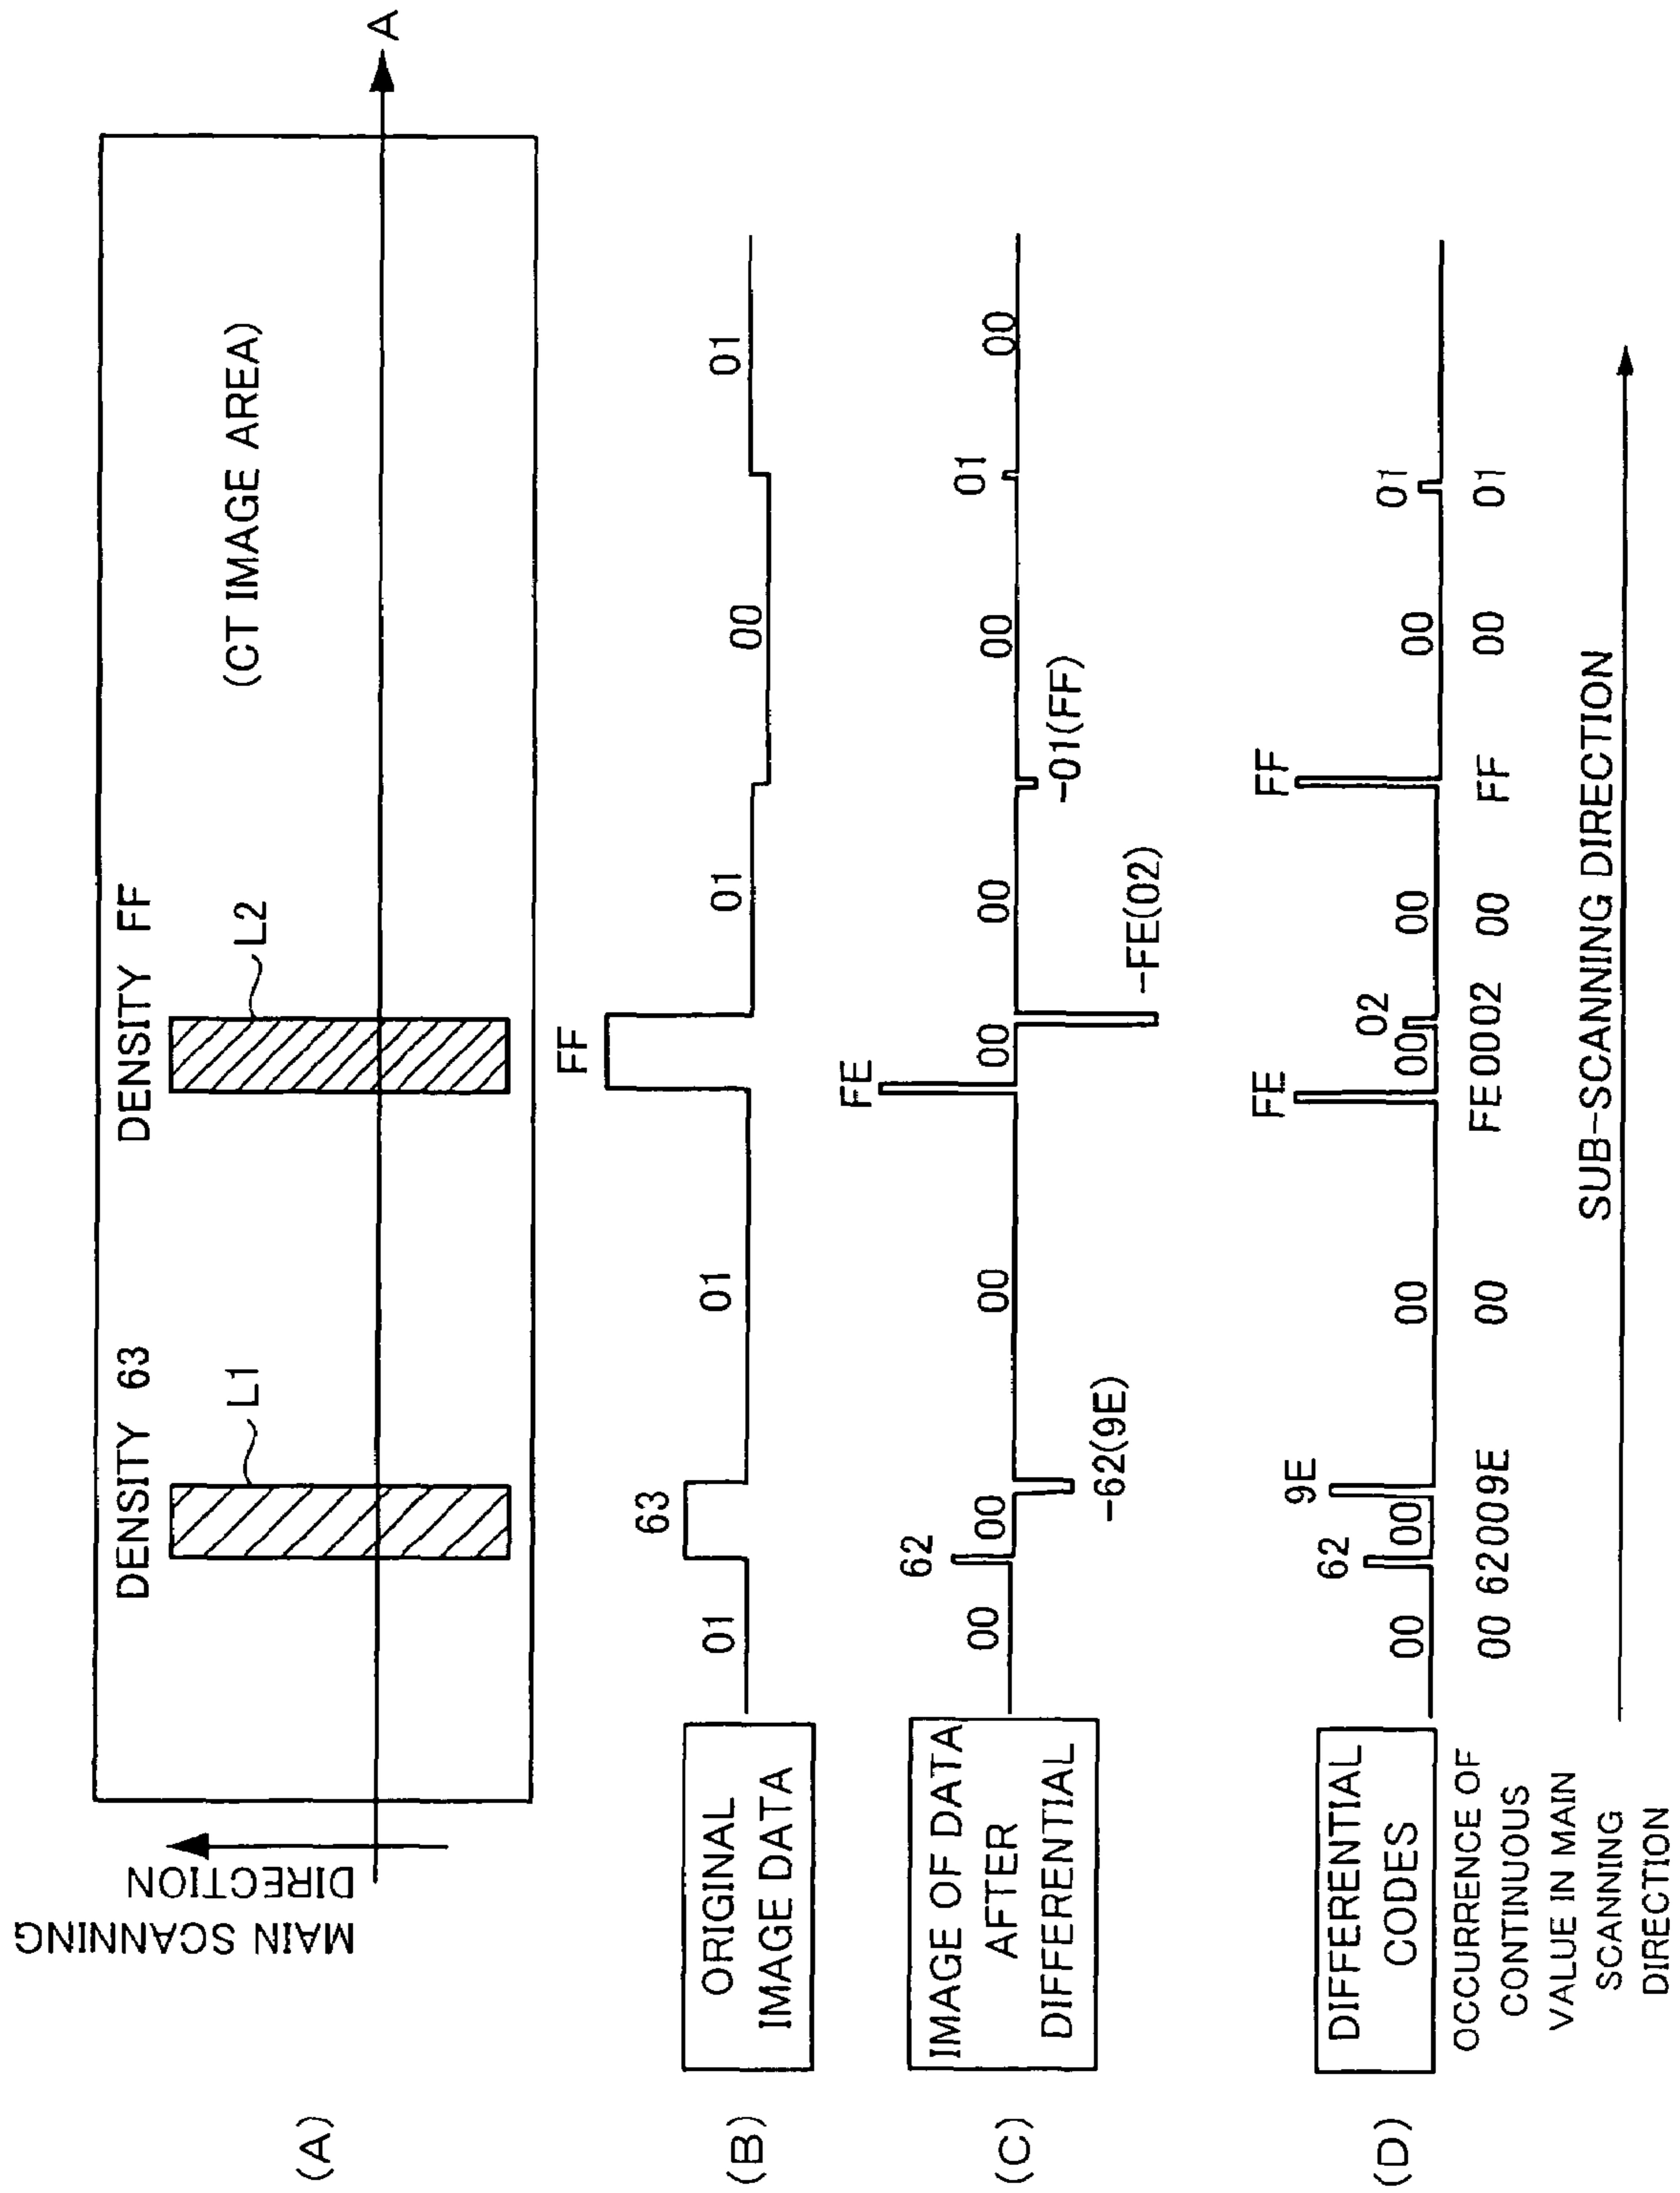 (A)
MAIN SCANNING
DIRECTION
DENSITY 63
L1
DENSITY FF
L2
(CT IMAGE AREA)
A
(B)
ORIGINAL
IMAGE DATA
01
63
01
FF
01
00
01
(C)
IMAGE OF DATA
AFTER
DIFFERENTIAL
00
62
00
-62(9E)
00
FE
00
-FE(02)
00
-01(FF)
00
01
00
(D)
DIFFERENTIAL
CODES
00
62
00
9E
00
FE
00
02
00
FF
00
01
OCCURRENCE OF
CONTINUOUS
VALUE IN MAIN
SCANNING
DIRECTION
00 62009E 00 FE0002 00 FF 00 01
SUB-SCANNING DIRECTION